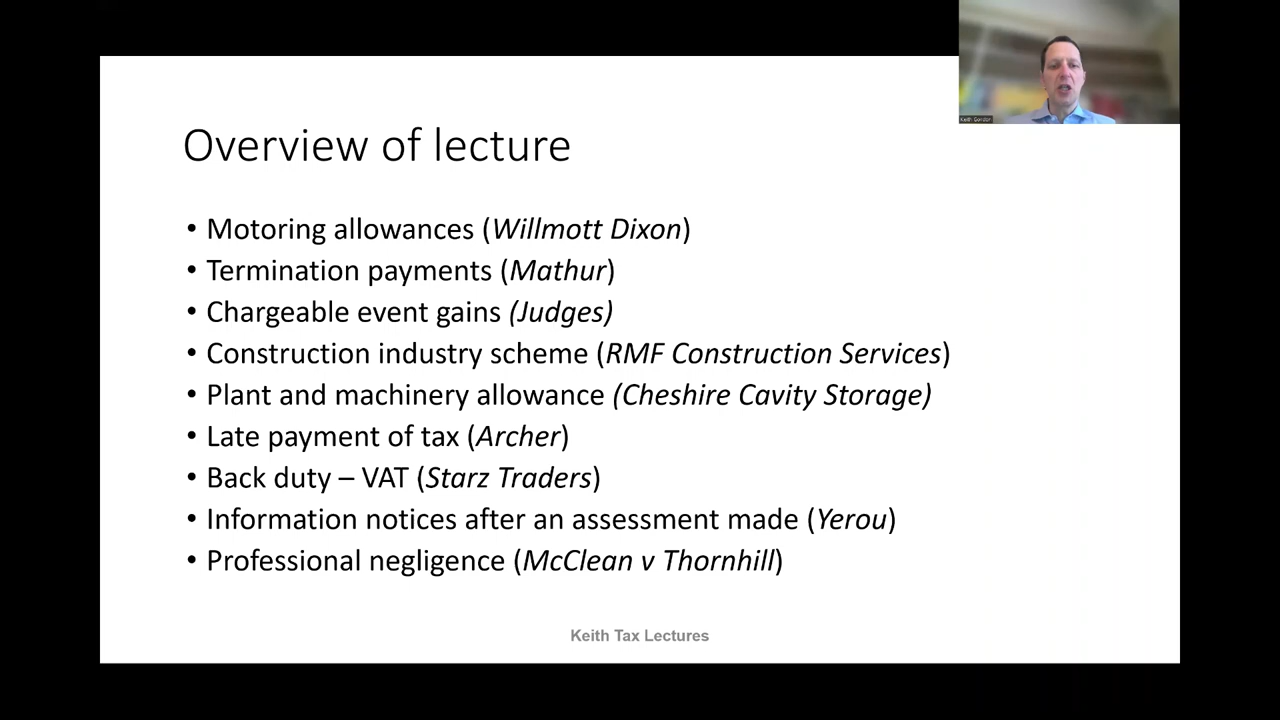 Keith Gordon
Overview of lecture
• Motoring allowances (Willmott Dixon)
• Termination payments (Mathur)
• Chargeable event gains (Judges)
• Construction industry scheme (RMF Construction Services)
• Plant and machinery allowance (Cheshire Cavity Storage)
• Late payment of tax (Archer)
• Back duty – VAT (Starz Traders)
• Information notices after an assessment made (Yerou)
• Professional negligence (McClean v Thornhill)
Keith Tax Lectures